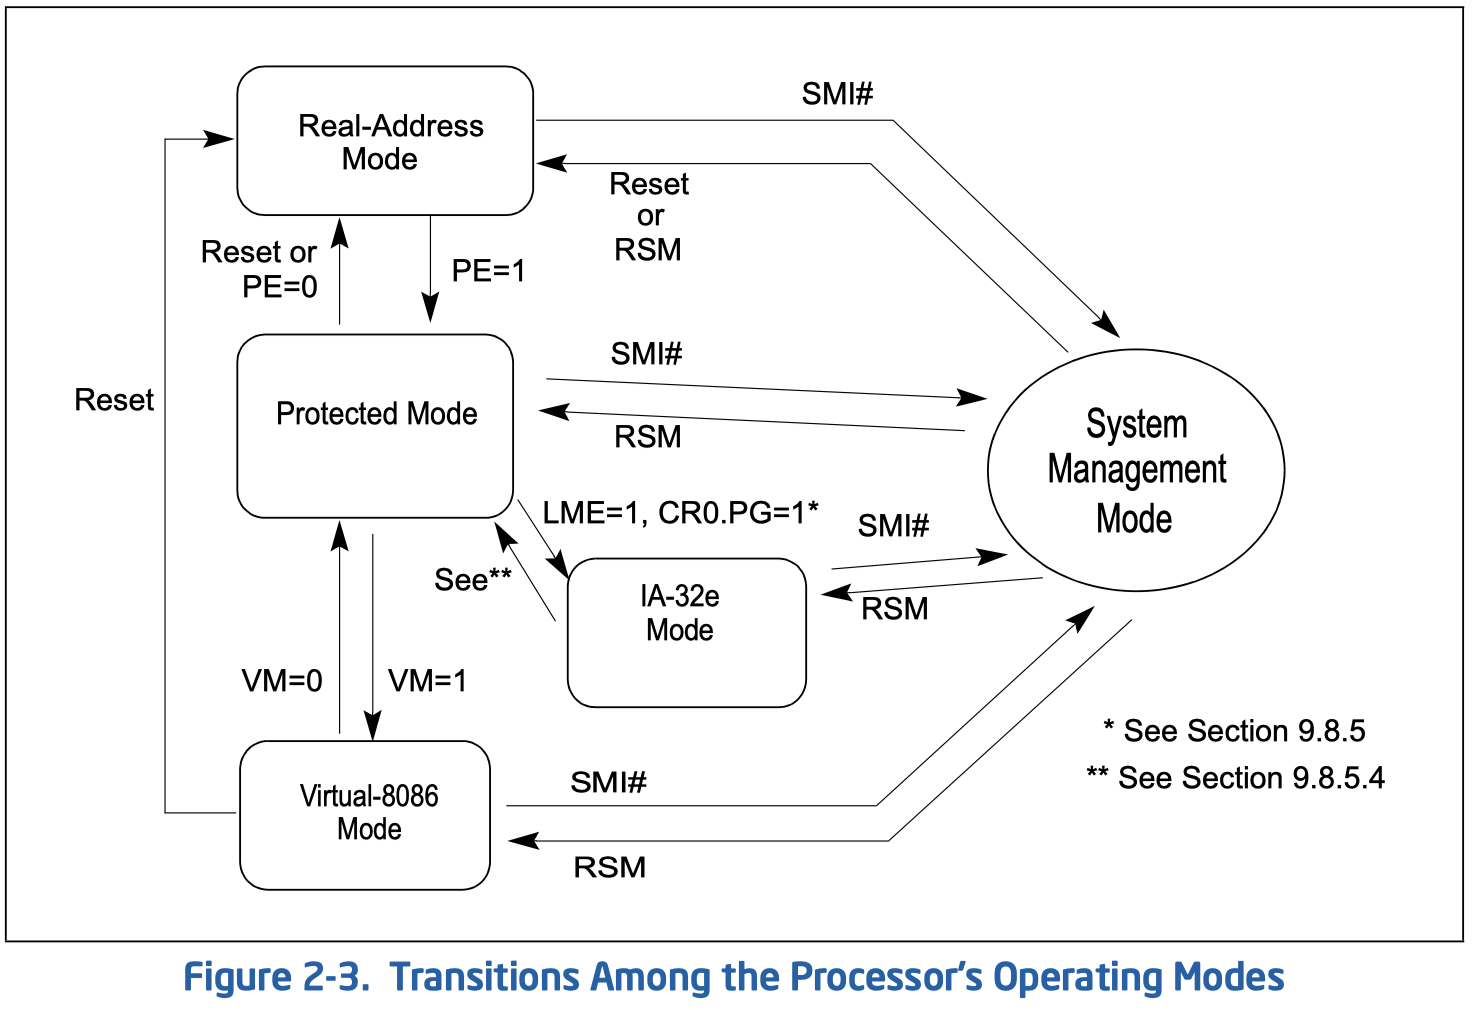 SMI#
Real-Address
Mode
Reset
or
RSM
Reset or
PE=0
PE=1
SMI#
Reset
Protected Mode
RSM
System
Management
Mode
LME=1, CR0.PG=1*
SMI#
See**
IA-32e
Mode
RSM
VM=0
VM=1
* See Section 9.8.5
** See Section 9.8.5.4
SMI#
Virtual-8086
Mode
RSM
Figure 2-3. Transitions Among the Processor's Operating Modes